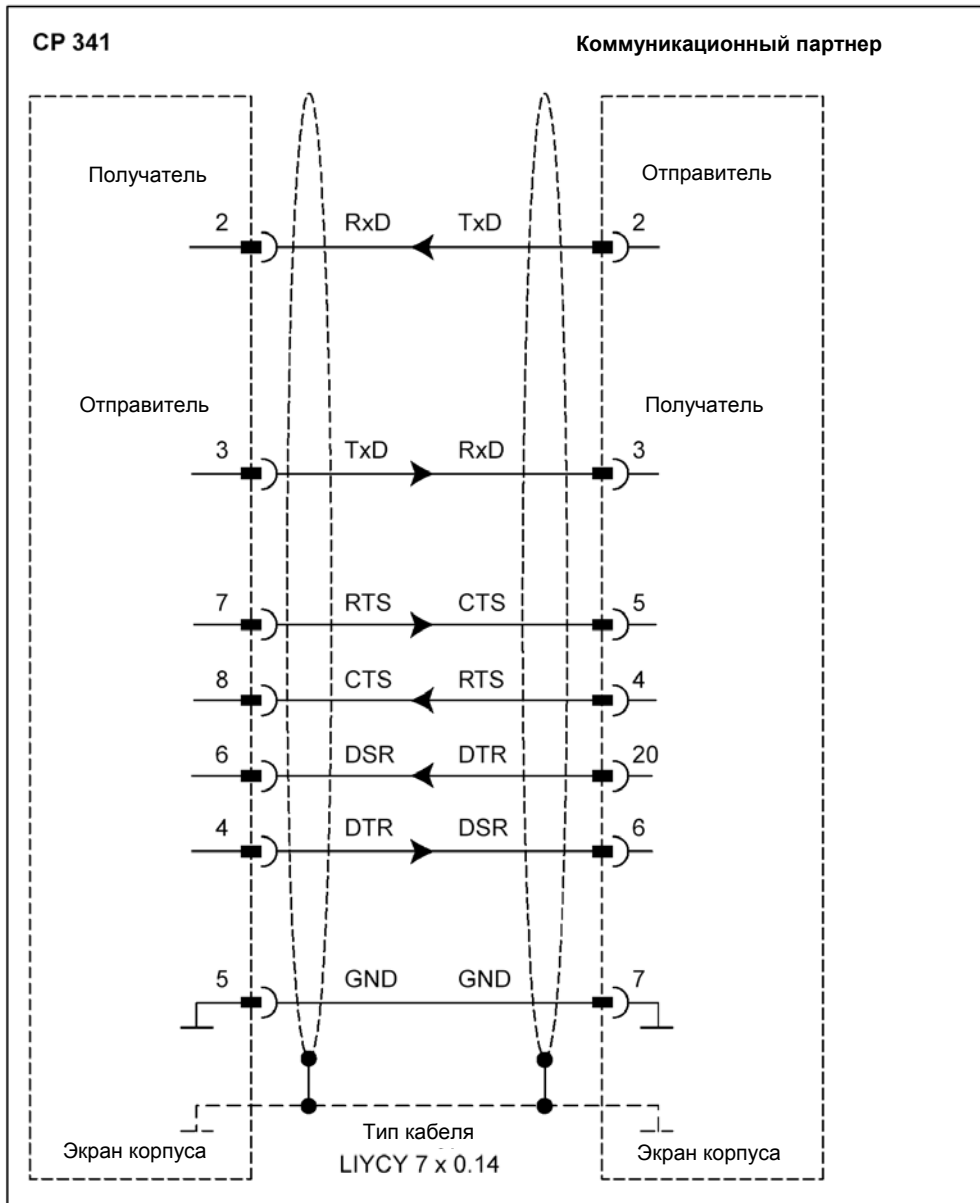 CP 341 Коммуникационный партнер
Получатель Отправитель
2 RxD TxD 2
Отправитель Получатель
3 TxD RxD 3
7 RTS CTS 5
8 CTS RTS 4
6 DSR DTR 20
4 DTR DSR 6
5 GND GND 7
Экран корпуса Тип кабеля Экран корпуса
LIYCY 7 x 0.14